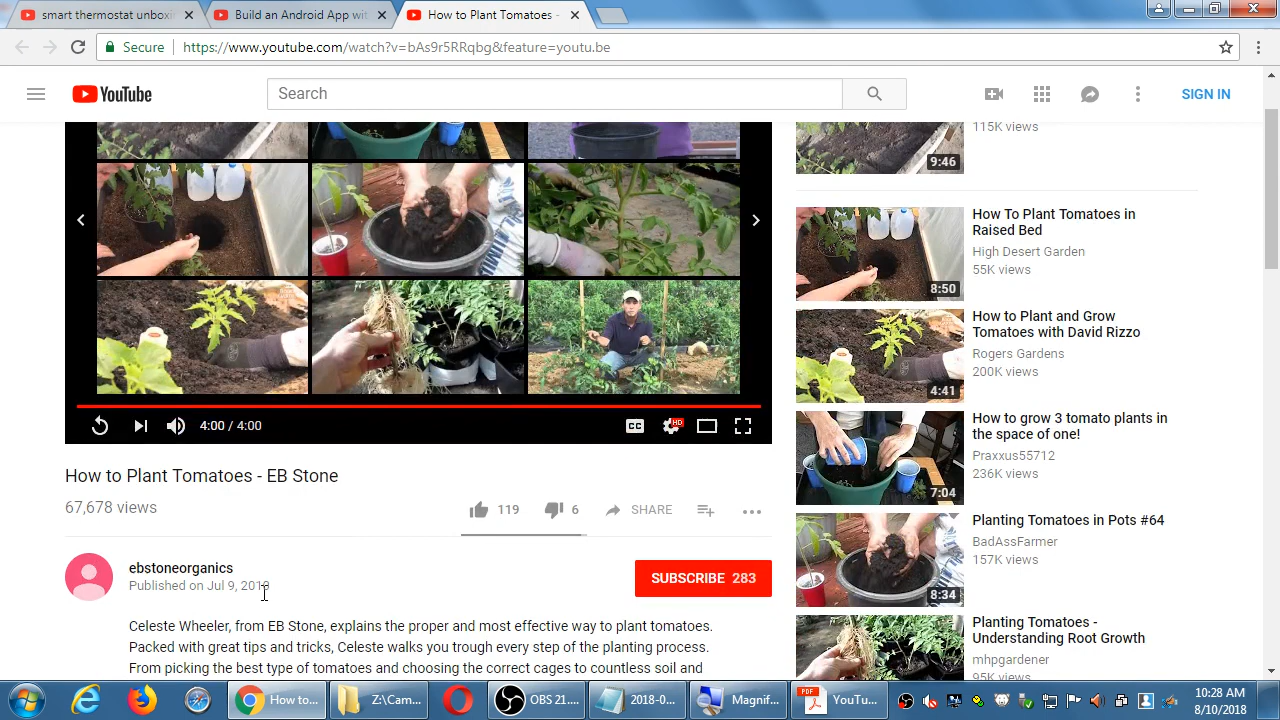 smart thermostat unboxi
Build an Android App wit
How to Plant Tomatoes -
Secure
https://www.youtube.com/watch?v=bAs9r5RRqbg&feature=youtu.be
YouTube
Search
SIGN IN
115K views
9:46
How To Plant Tomatoes in
Raised Bed
High Desert Garden
55K views
8:50
How to Plant and Grow
Tomatoes with David Rizzo
Rogers Gardens
200K views
4:41
How to grow 3 tomato plants in
the space of one!
Praxxus55712
236K views
7:04
Planting Tomatoes in Pots #64
BadAssFarmer
157K views
8:34
Planting Tomatoes -
Understanding Root Growth
mhpgardener
95K views
4:00 / 4:00
CC
HD
How to Plant Tomatoes - EB Stone
67,678 views
119
6
SHARE
ebstoneorganics
Published on Jul 9,
SUBSCRIBE 283
Celeste Wheeler, from EB Stone, explains the proper and most effective way to plant tomatoes.
Packed with great tips and tricks, Celeste walks you trough every step of the planting process.
From picking the best type of tomatoes and choosing the correct cages to countless soil and
How to...
Z:\Cam...
OBS 21....
2018-0...
Magnif...
PDF
YouTu...
10:28 AM
8/10/2018